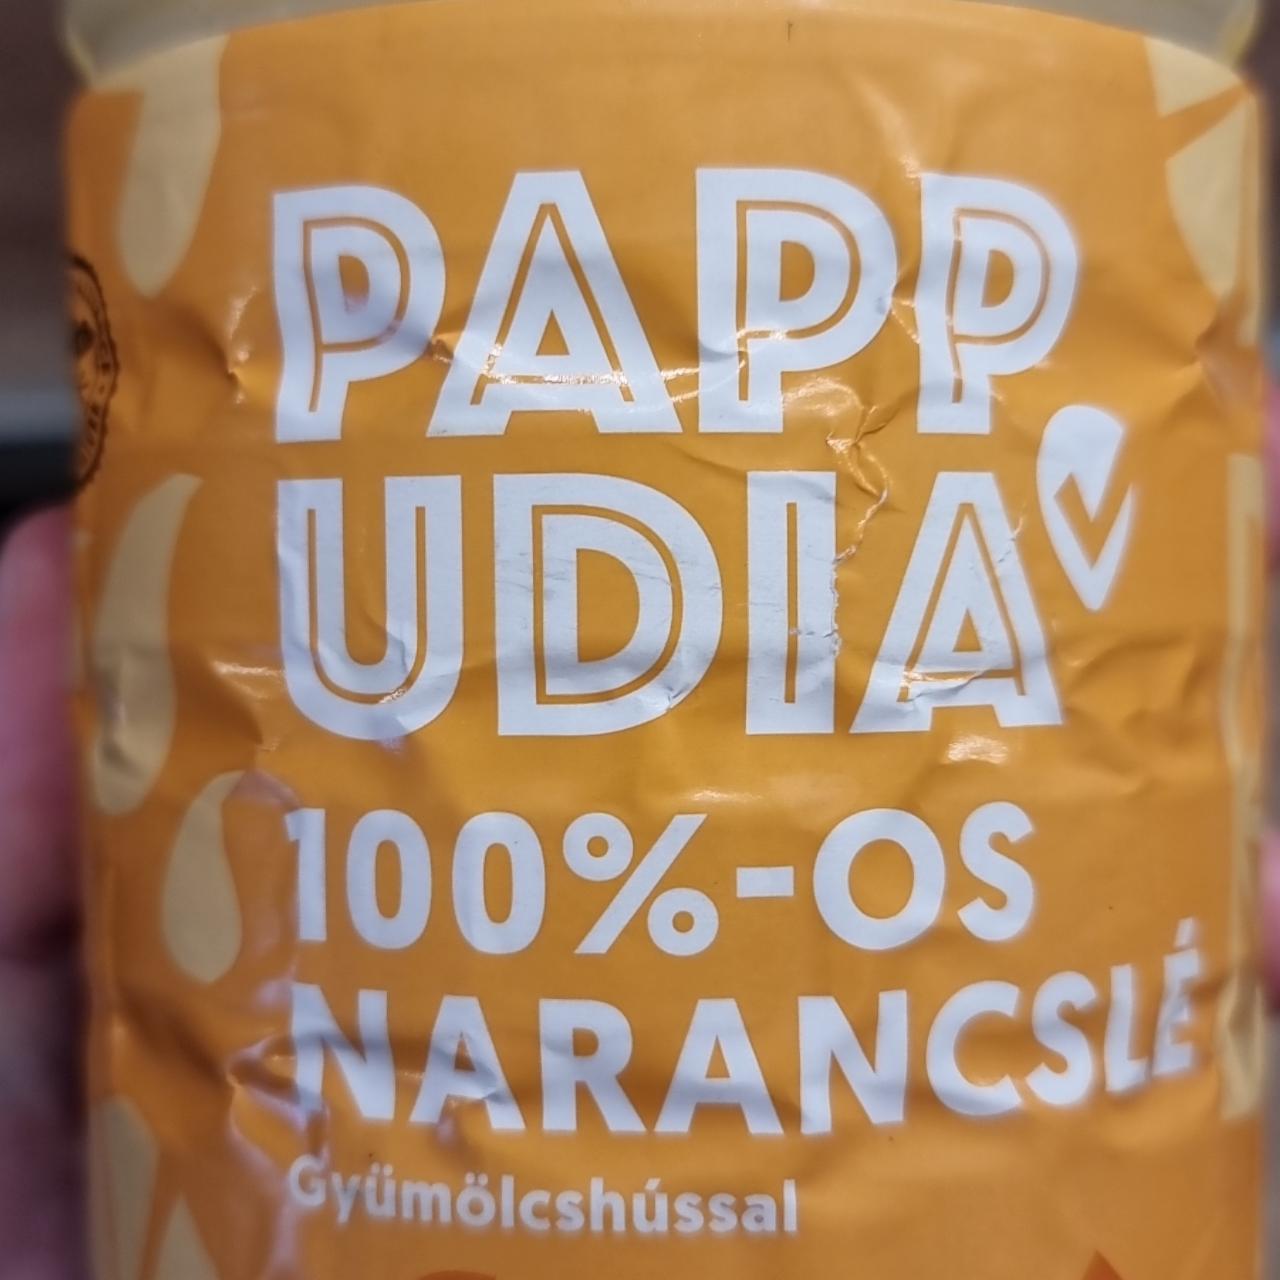 PAPP
UDIA
100%-OS
NARANCSLÉ
Gyümölcshússal